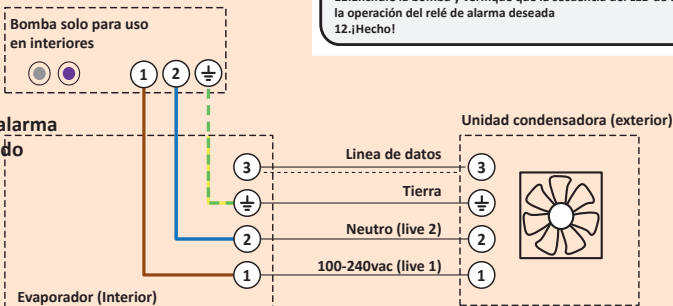 la operación del relé de alarma deseada
12.¡Hecho!
Bomba solo para uso
en interiores
1
2
alarma
do
Unidad condensadora (exterior)
3
Linea de datos
3
Tierra
2
Neutro (live 2)
2
1
100-240vac (live 1)
1
Evaporador (Interior)